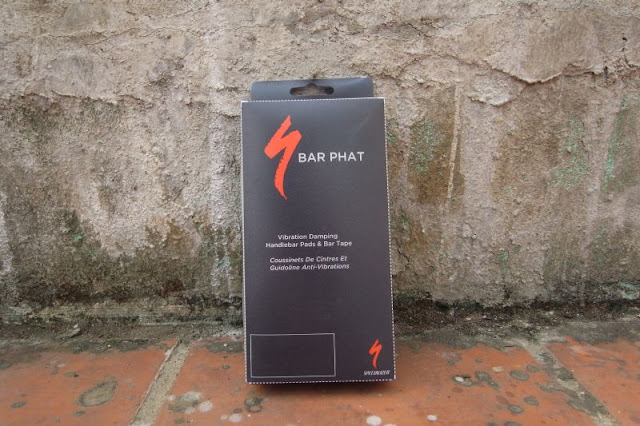 BAR PHAT
Vibration Damping
Handlebar Pads & Bar Tape
Coussinets De Cintres Et
Guidoline Anti-Vibrations
SPECIALIZED